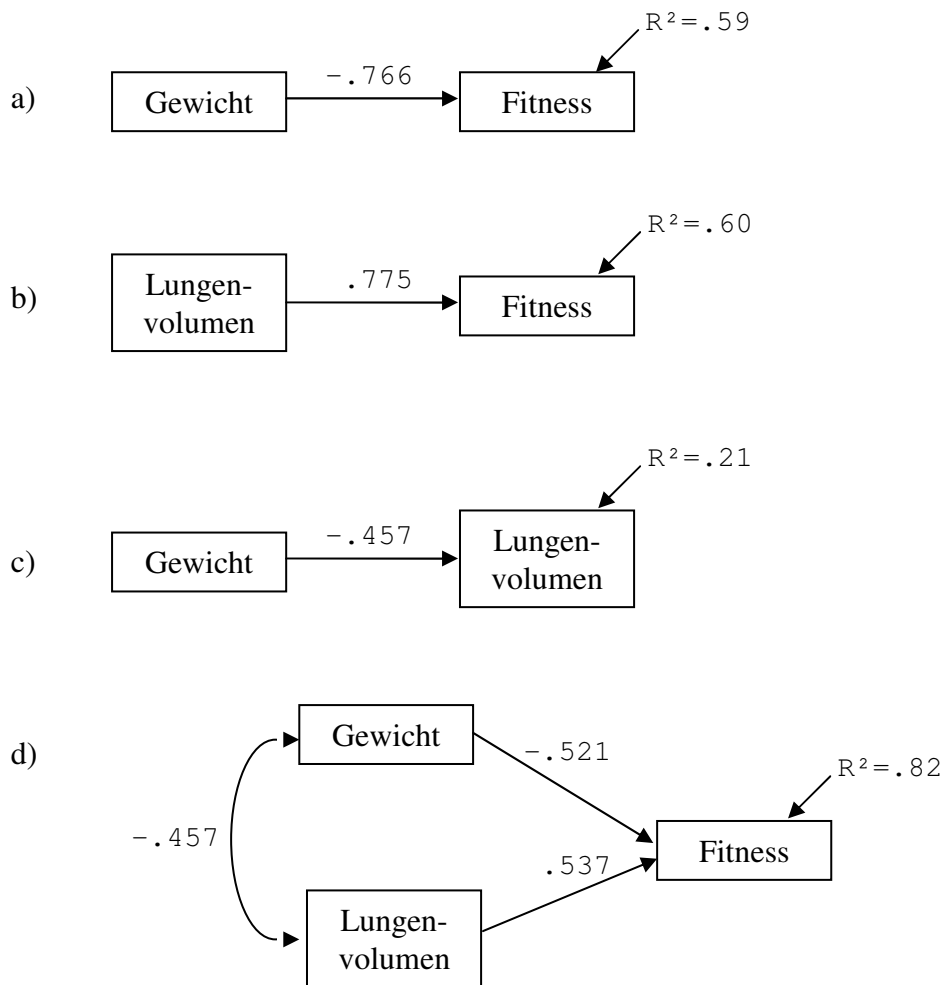 R²=.59
a)
Gewicht
-.766
Fitness
R²=.60
b)
Lungen-
volumen
.775
Fitness
R²=.21
c)
Gewicht
-.457
Lungen-
volumen
d)
Gewicht
-.521
R²=.82
-.457
Fitness
.537
Lungen-
volumen